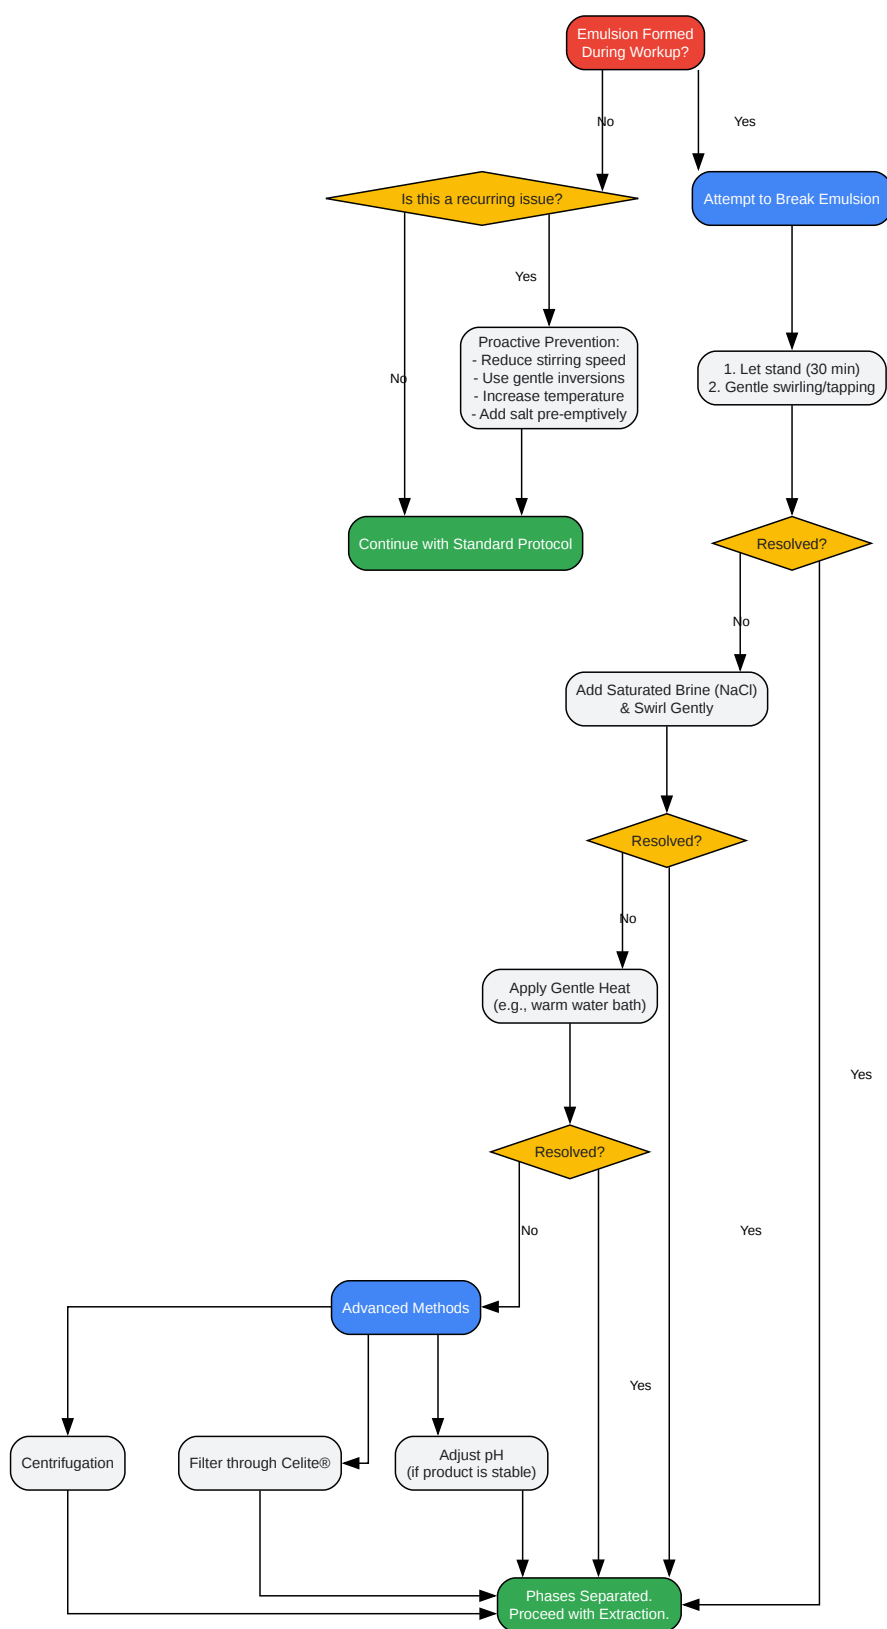 Emulsion Formed
During Workup?
No
Yes
Is this a recurring issue?
Attempt to Break Emulsion
Yes
Proactive Prevention:
- Reduce stirring speed
- Use gentle inversions
- Increase temperature
- Add salt pre-emptively
1. Let stand (30 min)
2. Gentle swirling/tapping
No
Continue with Standard Protocol
Resolved?
No
Add Saturated Brine (NaCl)
& Swirl Gently
Resolved?
No
Apply Gentle Heat
(e.g., warm water bath)
Yes
Resolved?
No
Yes
Advanced Methods
Yes
Centrifugation
Filter through Celite®
Adjust pH
(if product is stable)
Phases Separated.
Proceed with Extraction.